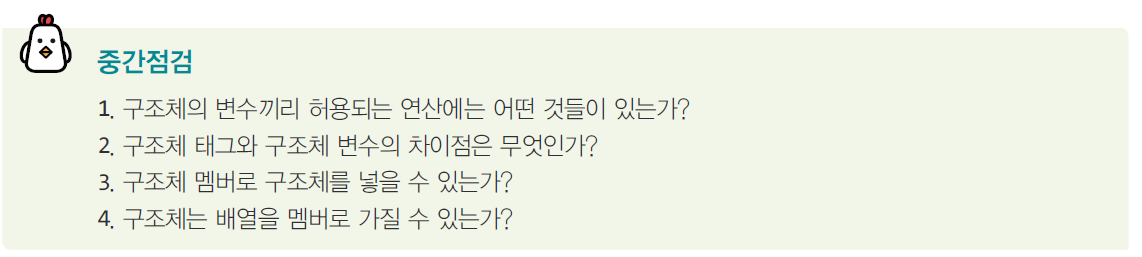 중간점검
1. 구조체의 변수끼리 허용되는 연산에는 어떤 것들이 있는가?
2. 구조체 태그와 구조체 변수의 차이점은 무엇인가?
3. 구조체 멤버로 구조체를 넣을 수 있는가?
4. 구조체는 배열을 멤버로 가질 수 있는가?